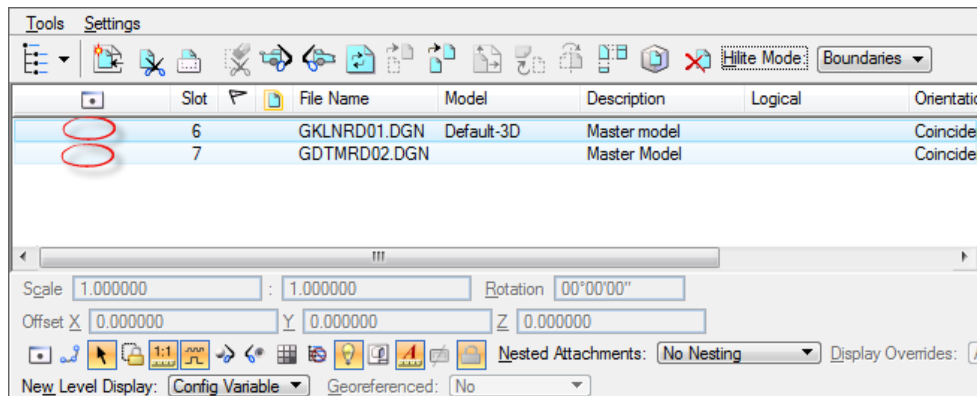 Tools Settings
Hilite Mode: Boundaries
Slot File Name Model Description Logical Orientatio
6 GKLNRD01.DGN Default-3D Master model Coincide
7 GDTMRD02.DGN Master Model Coincide
Scale 1.000000 : 1.000000 Rotation 00°00'00"
Offset X 0.000000 Y 0.000000 Z 0.000000
1:1 A Nested Attachments: No Nesting Display Overrides: A
New Level Display: Config Variable Georeferenced: No